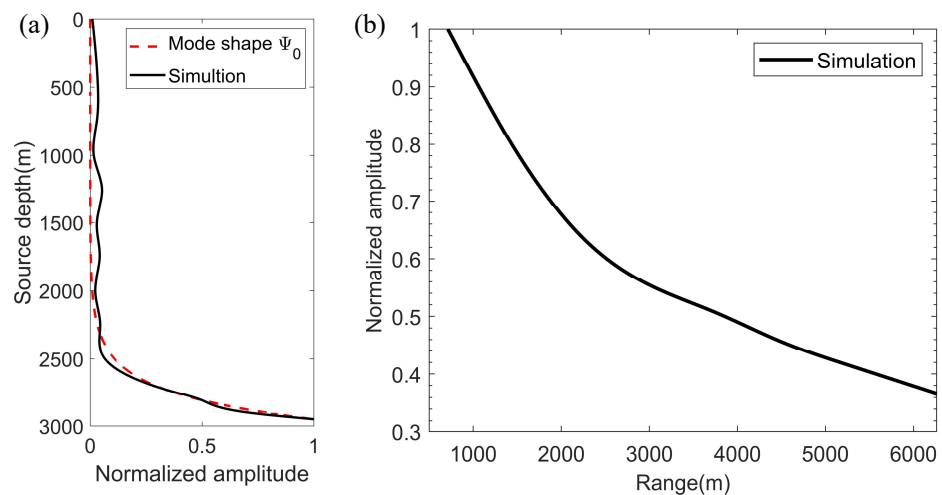 (a)
0
500
1000
1500
2000
2500
3000
Source depth(m)
Mode shape Ψ0
Simultion
0
0.5
1
Normalized amplitude
(b)
1
0.9
0.8
0.7
0.6
0.5
0.4
0.3
Normalized amplitude
Simulation
1000
2000
3000
4000
5000
6000
Range(m)